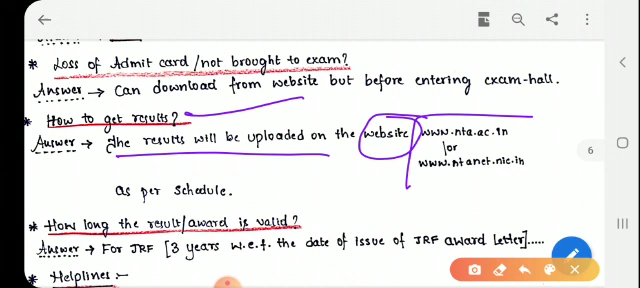 * Loss of Admit card/not brought to exam?
Answer → Can download from website but before entering exam-hall.
* How to get results?
Answer → The results will be uploaded on the website www.nta.ac.in
/or
www.ntanet.nic.in
as per schedule.
* How long the result/award is valid?
Answer → For JRF [3 years w.e.f. the date of issue of JRF award letter].....
* Helplines :-
6